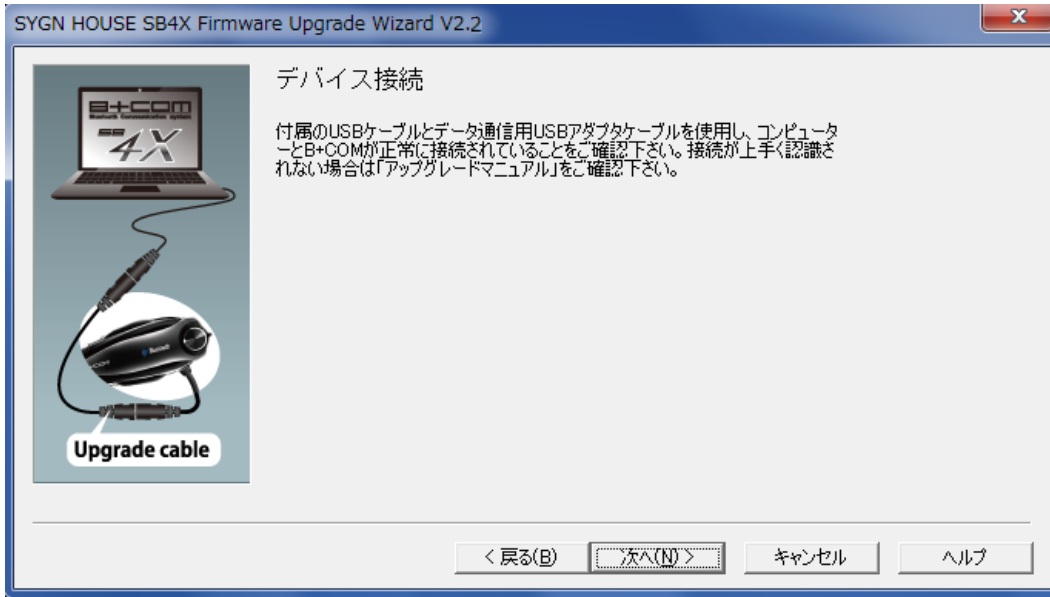 SYGN HOUSE SB4X Firmware Upgrade Wizard V2.2
デバイス接続
付属のUSBケーブルとデータ通信用USBアダプタケーブルを使用し、コンピュータ
ーとB+COMが正常に接続されていることをご確認下さい。接続が上手く認識さ
れない場合は「アップグレードマニュアル」をご確認下さい。
B+COM
Bluetooth Communication system
SB
4X
Bluetooth
Upgrade cable
< 戻る(B)
次へ(N) >
キャンセル
ヘルプ